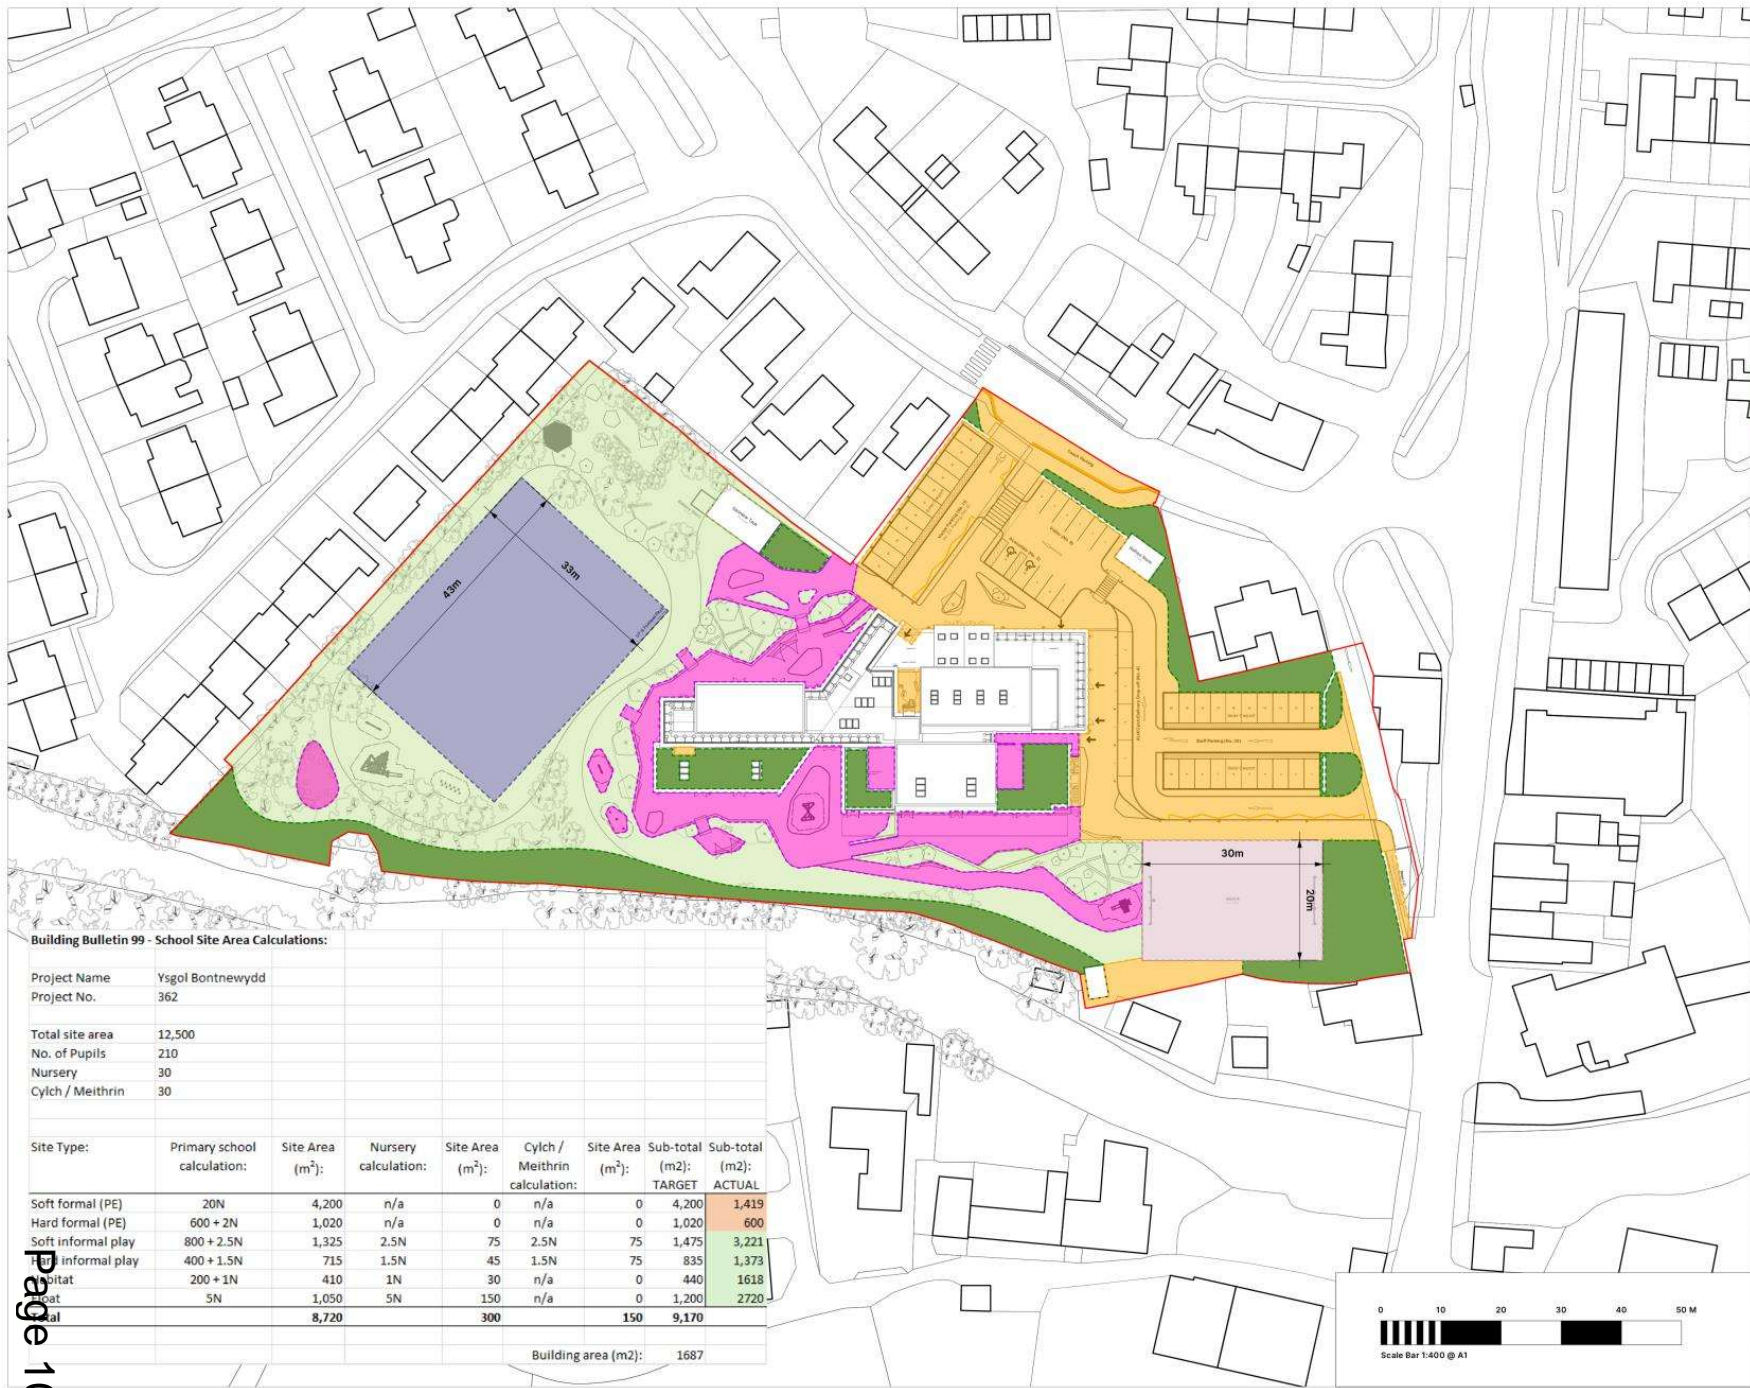 Coach Parking
43m
33m
30m
20m
Building Bulletin 99 - School Site Area Calculations:
Project Name Ysgol Bontnewydd
Project No. 362
Total site area 12,500
No. of Pupils 210
Nursery 30
Cylch / Meithrin 30
Site Type: Primary school Site Area Nursery Site Area Cylch / Site Area Sub-total Sub-total
calculation: (m²): calculation: (m²): Meithrin (m²): (m2): (m2):
calculation: TARGET ACTUAL
Soft formal (PE) 20N 4,200 n/a 0 n/a 0 4,200 1,419
Hard formal (PE) 600 + 2N 1,020 n/a 0 n/a 0 1,020 600
Soft informal play 800 + 2.5N 1,325 2.5N 75 2.5N 75 1,475 3,221
Hard informal play 400 + 1.5N 715 1.5N 45 1.5N 75 835 1,373
Habitat 200 + 1N 410 1N 30 n/a 0 440 1618
Float 5N 1,050 5N 150 n/a 0 1,200 2720
Total 8,720 300 150 9,170
Building area (m2): 1687
Page 10
0 10 20 30 40 50 M
Scale Bar 1:400 @ A1